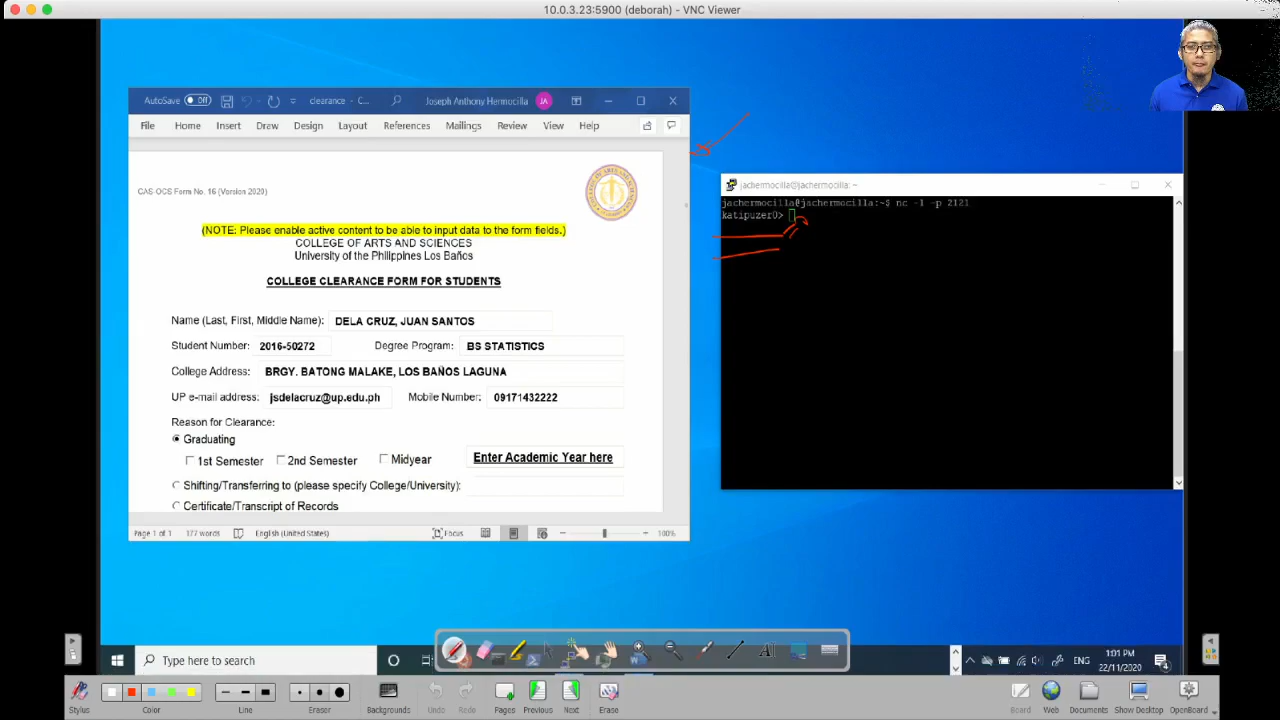 10.0.3.23:5900 (deborah) - VNC Viewer
AutoSave Off clearance - C... Joseph Anthony Hermocilla JA
File Home Insert Draw Design Layout References Mailings Review View Help
CAS-OCS Form No. 16 (Version 2020)
(NOTE: Please enable active content to be able to input data to the form fields.)
COLLEGE OF ARTS AND SCIENCES
University of the Philippines Los Baños
COLLEGE CLEARANCE FORM FOR STUDENTS
Name (Last, First, Middle Name): DELA CRUZ, JUAN SANTOS
Student Number: 2016-50272 Degree Program: BS STATISTICS
College Address: BRGY. BATONG MALAKE, LOS BAÑOS LAGUNA
UP e-mail address: jsdelacruz@up.edu.ph Mobile Number: 09171432222
Reason for Clearance:
Graduating
1st Semester 2nd Semester Midyear Enter Academic Year here
Shifting/Transferring to (please specify College/University):
Certificate/Transcript of Records
Page 1 of 1 177 words English (United States) Focus 100%
jachermocilla@jachermocilla: ~
jachermocilla@jachermocilla:~$ nc -l -p 2121
katipuzer0>
Type here to search
ENG 1:01 PM
22/11/2020 4
Stylus Color Line Eraser Backgrounds Undo Redo Pages Previous Next Erase Board Web Documents Show Desktop OpenBoard